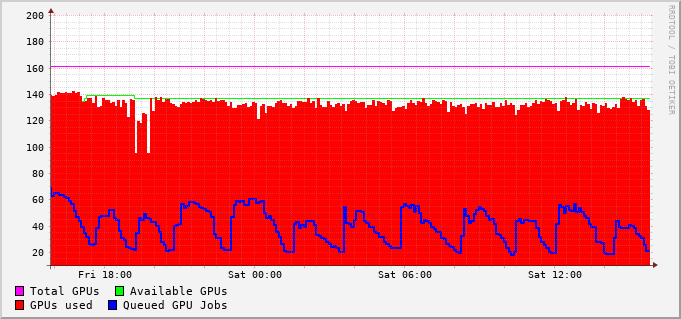 200
180
160
140
120
100
80
60
40
20
Fri 18:00 Sat 00:00 Sat 06:00 Sat 12:00
Total GPUs Available GPUs
GPUs used Queued GPU Jobs
RRDTOOL / TOBI OETIKER